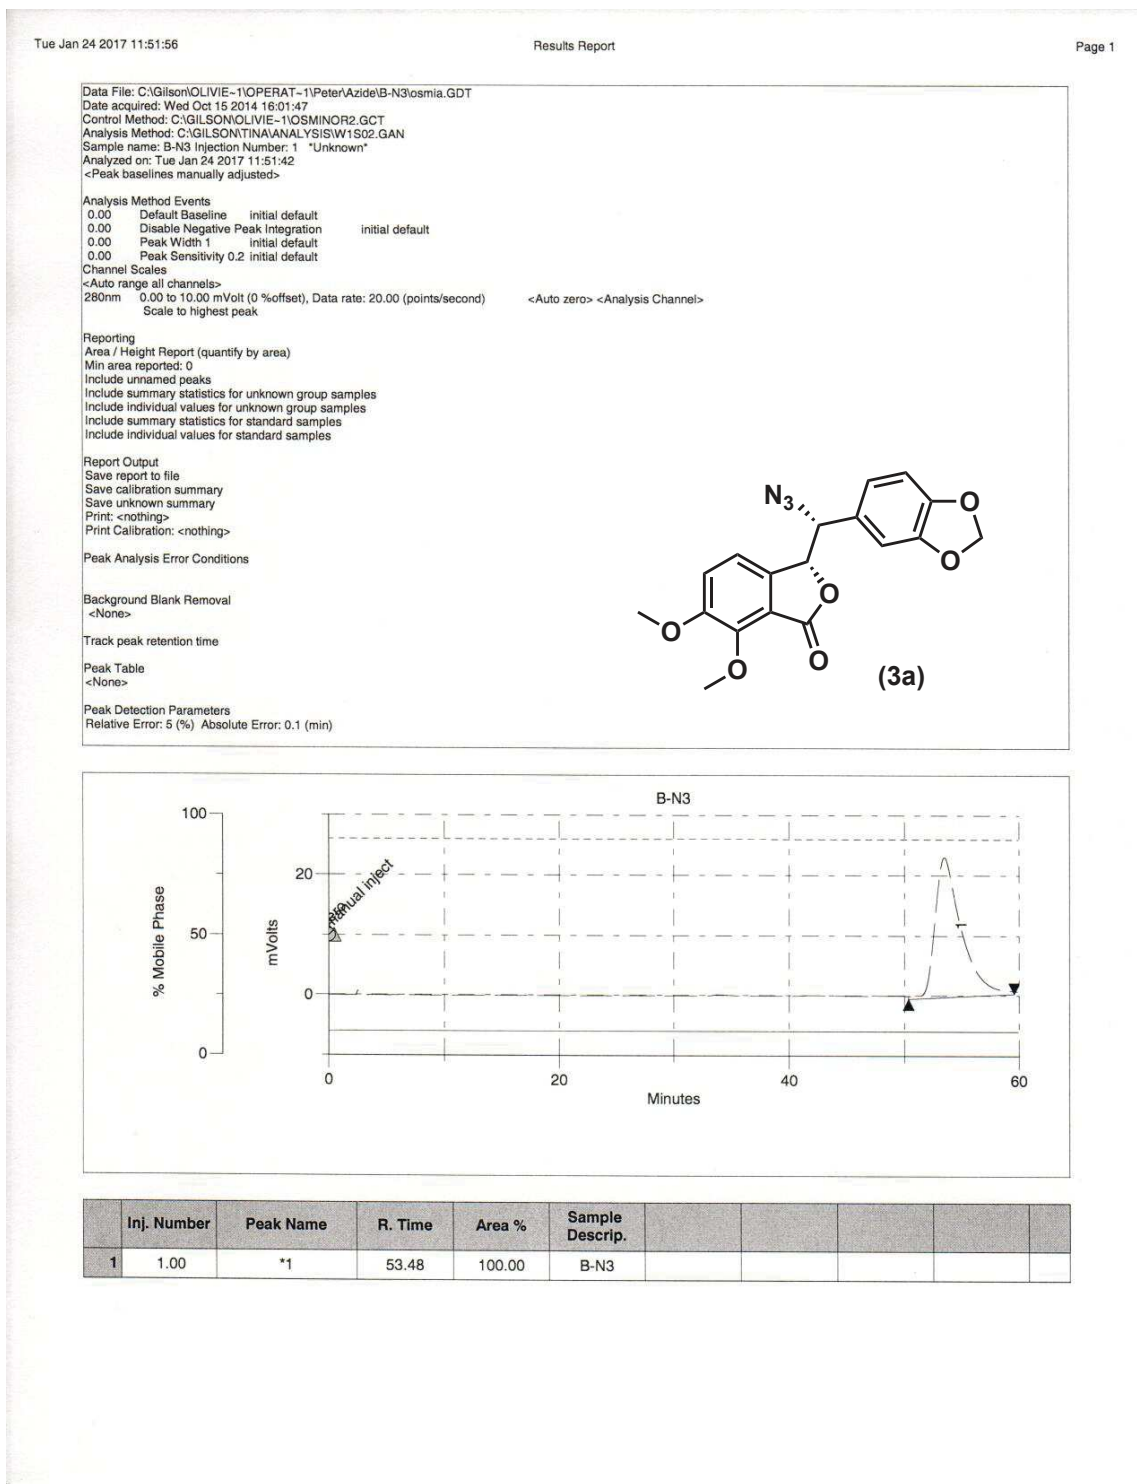 Tue Jan 24 2017 11:51:56 Results Report Page 1
Data File: C:\Gilson\OLIVIE~1\OPERAT~1\Peter\Azide\B-N3\osmia.GDT
Date acquired: Wed Oct 15 2014 16:01:47
Control Method: C:\GILSON\OLIVIE~1\OSMINOR2.GCT
Analysis Method: C:\GILSON\TINA\ANALYSIS\W1S02.GAN
Sample name: B-N3 Injection Number: 1 *Unknown*
Analyzed on: Tue Jan 24 2017 11:51:42
<Peak baselines manually adjusted>
Analysis Method Events
0.00 Default Baseline initial default
0.00 Disable Negative Peak Integration initial default
0.00 Peak Width 1 initial default
0.00 Peak Sensitivity 0.2 initial default
Channel Scales
<Auto range all channels>
280nm 0.00 to 10.00 mVolt (0 %offset), Data rate: 20.00 (points/second) <Auto zero> <Analysis Channel>
Scale to highest peak
Reporting
Area / Height Report (quantify by area)
Min area reported: 0
Include unnamed peaks
Include summary statistics for unknown group samples
Include individual values for unknown group samples
Include summary statistics for standard samples
Include individual values for standard samples
Report Output
Save report to file
Save calibration summary
Save unknown summary
Print: <nothing>
Print Calibration: <nothing>
Peak Analysis Error Conditions
Background Blank Removal
<None>
Track peak retention time
Peak Table
<None>
Peak Detection Parameters
Relative Error: 5 (%) Absolute Error: 0.1 (min)
N3
O
O
O
O
O
O
(3a)
B-N3
100
50
0
% Mobile Phase
20
0
mVolts
manual inject
1
0 20 40 60
Minutes
Inj. Number Peak Name R. Time Area % Sample Descrip.
1 1.00 *1 53.48 100.00 B-N3